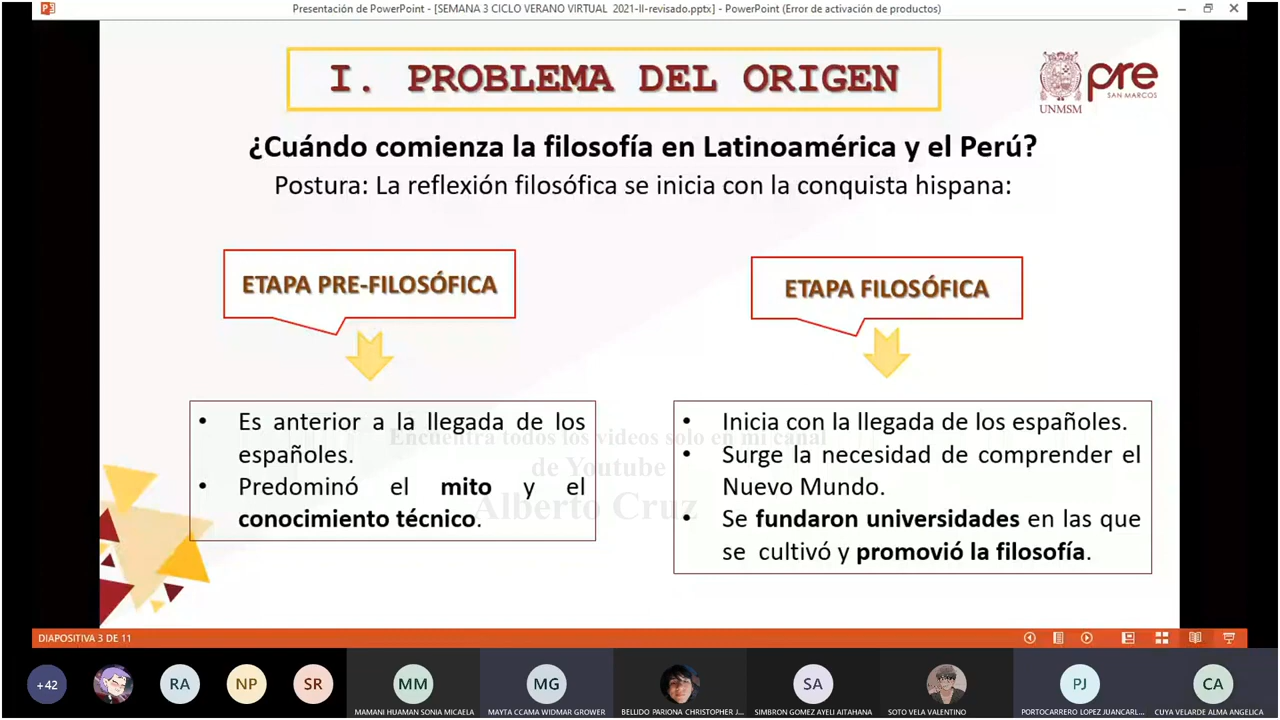 Presentación de PowerPoint - [SEMANA 3 CICLO VERANO VIRTUAL 2021-II-revisado.pptx] - PowerPoint (Error de activación de productos)
I. PROBLEMA DEL ORIGEN
UNMSM
pre
SAN MARCOS
¿Cuándo comienza la filosofía en Latinoamérica y el Perú?
Postura: La reflexión filosófica se inicia con la conquista hispana:
ETAPA PRE-FILOSÓFICA
• Es anterior a la llegada de los
españoles.
• Predominó el mito y el
conocimiento técnico.
ETAPA FILOSÓFICA
• Inicia con la llegada de los españoles.
• Surge la necesidad de comprender el
Nuevo Mundo.
• Se fundaron universidades en las que
se cultivó y promovió la filosofía.
Encuentra todos los videos solo en mi canal
de Youtube
Alberto Cruz
DIAPOSITIVA 3 DE 11
+42
RA
NP
SR
MM
MAMANI HUAMAN SONIA MICAELA
MG
MAYTA CCAMA WIDMAR GROWER
BELLIDO PARIONA CHRISTOPHER J...
SA
SIMBRON GOMEZ AYELI AITAHANA
SOTO VELA VALENTINO
PJ
PORTOCARRERO LOPEZ JUANCARL...
CA
CUYA VELARDE ALMA ANGELICA